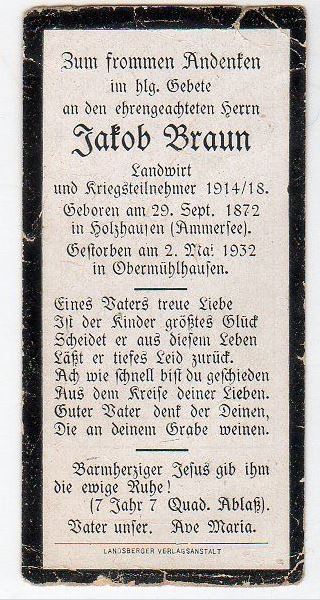 Zum frommen Andenken
im hlg. Gebete
an den ehrengeachteten Herrn
Jakob Braun
Landwirt
und Kriegsteilnehmer 1914/18.
Geboren am 29. Sept. 1872
in Holzhausen (Ammersee).
Gestorben am 2. Mai 1932
in Obermühlhausen.
Eines Vaters treue Liebe
Ist der Kinder größtes Glück
Scheidet er aus diesem Leben
Läßt er tiefes Leid zurück.
Ach wie schnell bist du geschieden
Aus dem Kreise deiner Lieben.
Guter Vater denk der Deinen,
Die an deinem Grabe weinen.
Barmherziger Jesus gib ihm
die ewige Ruhe!
(7 Jahr 7 Quad. Ablaß).
Vater unser. Ave Maria.
LANDSBERGER VERLAGSANSTALT